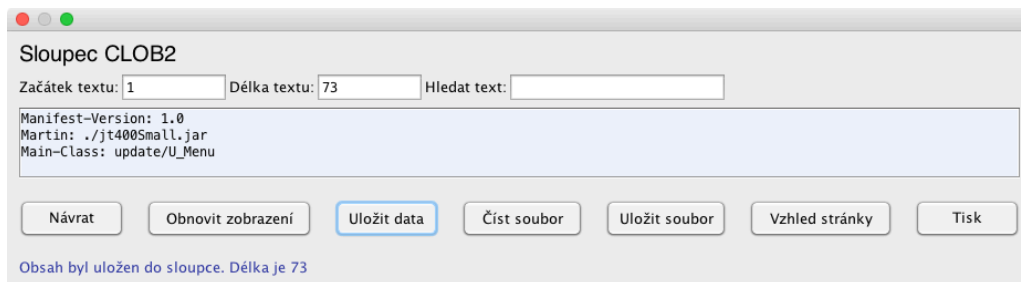 Sloupec CLOB2
Začátek textu: 1 Délka textu: 73 Hledat text:
Manifest-Version: 1.0
Martin: ./jt400Small.jar
Main-Class: update/U_Menu
Návrat Obnovit zobrazení Uložit data Číst soubor Uložit soubor Vzhled stránky Tisk
Obsah byl uložen do sloupce. Délka je 73